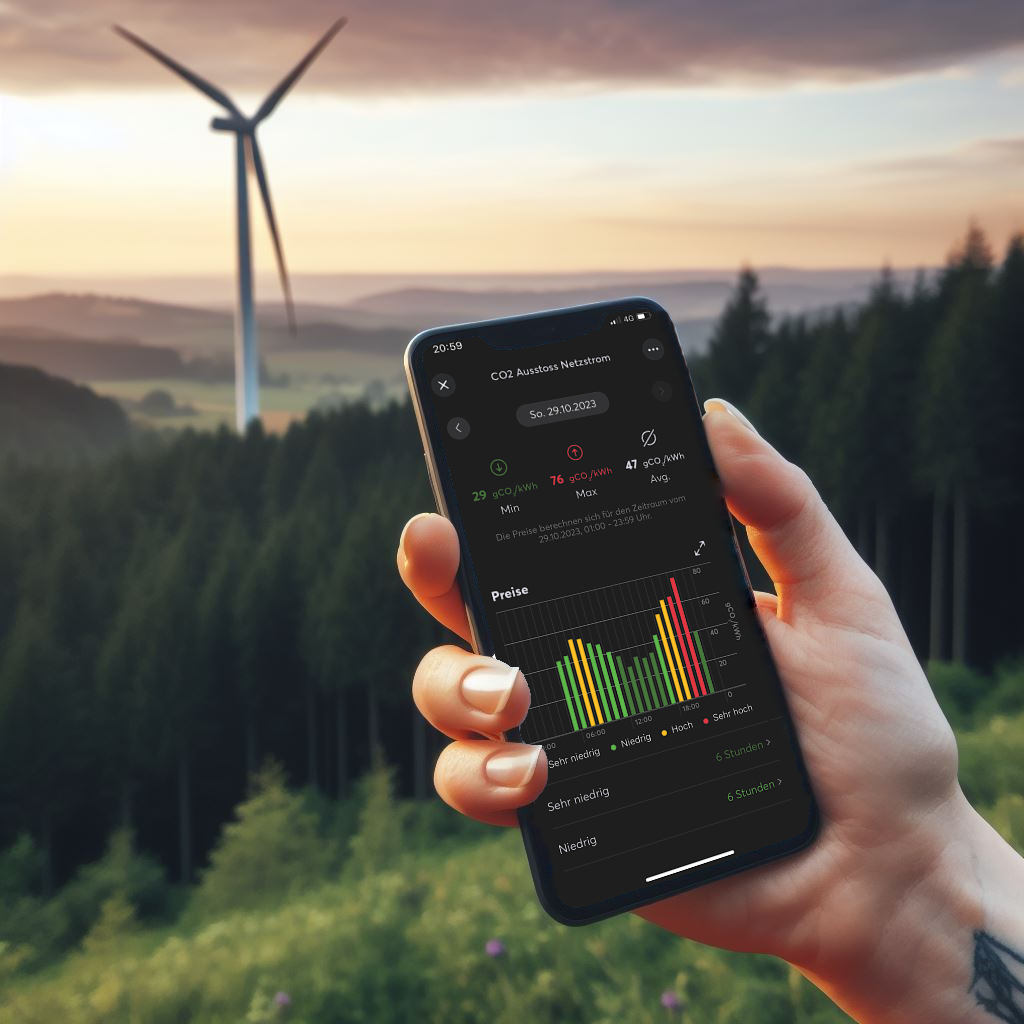 20:59
4G
CO2 Ausstoss Netzstrom
So. 29.10.2023
29 gCO₂/kWh
76 gCO₂/kWh
47 gCO₂/kWh
Min
Max
Avg.
Die Preise berechnen sich für den Zeitraum vom
29.10.2023, 01:00 - 23:59 Uhr.
Preise
80
60
40
20
0
gCO₂/kWh
:00
06:00
12:00
18:00
Sehr niedrig
Niedrig
Hoch
Sehr hoch
Sehr niedrig
6 Stunden
Niedrig
6 Stunden